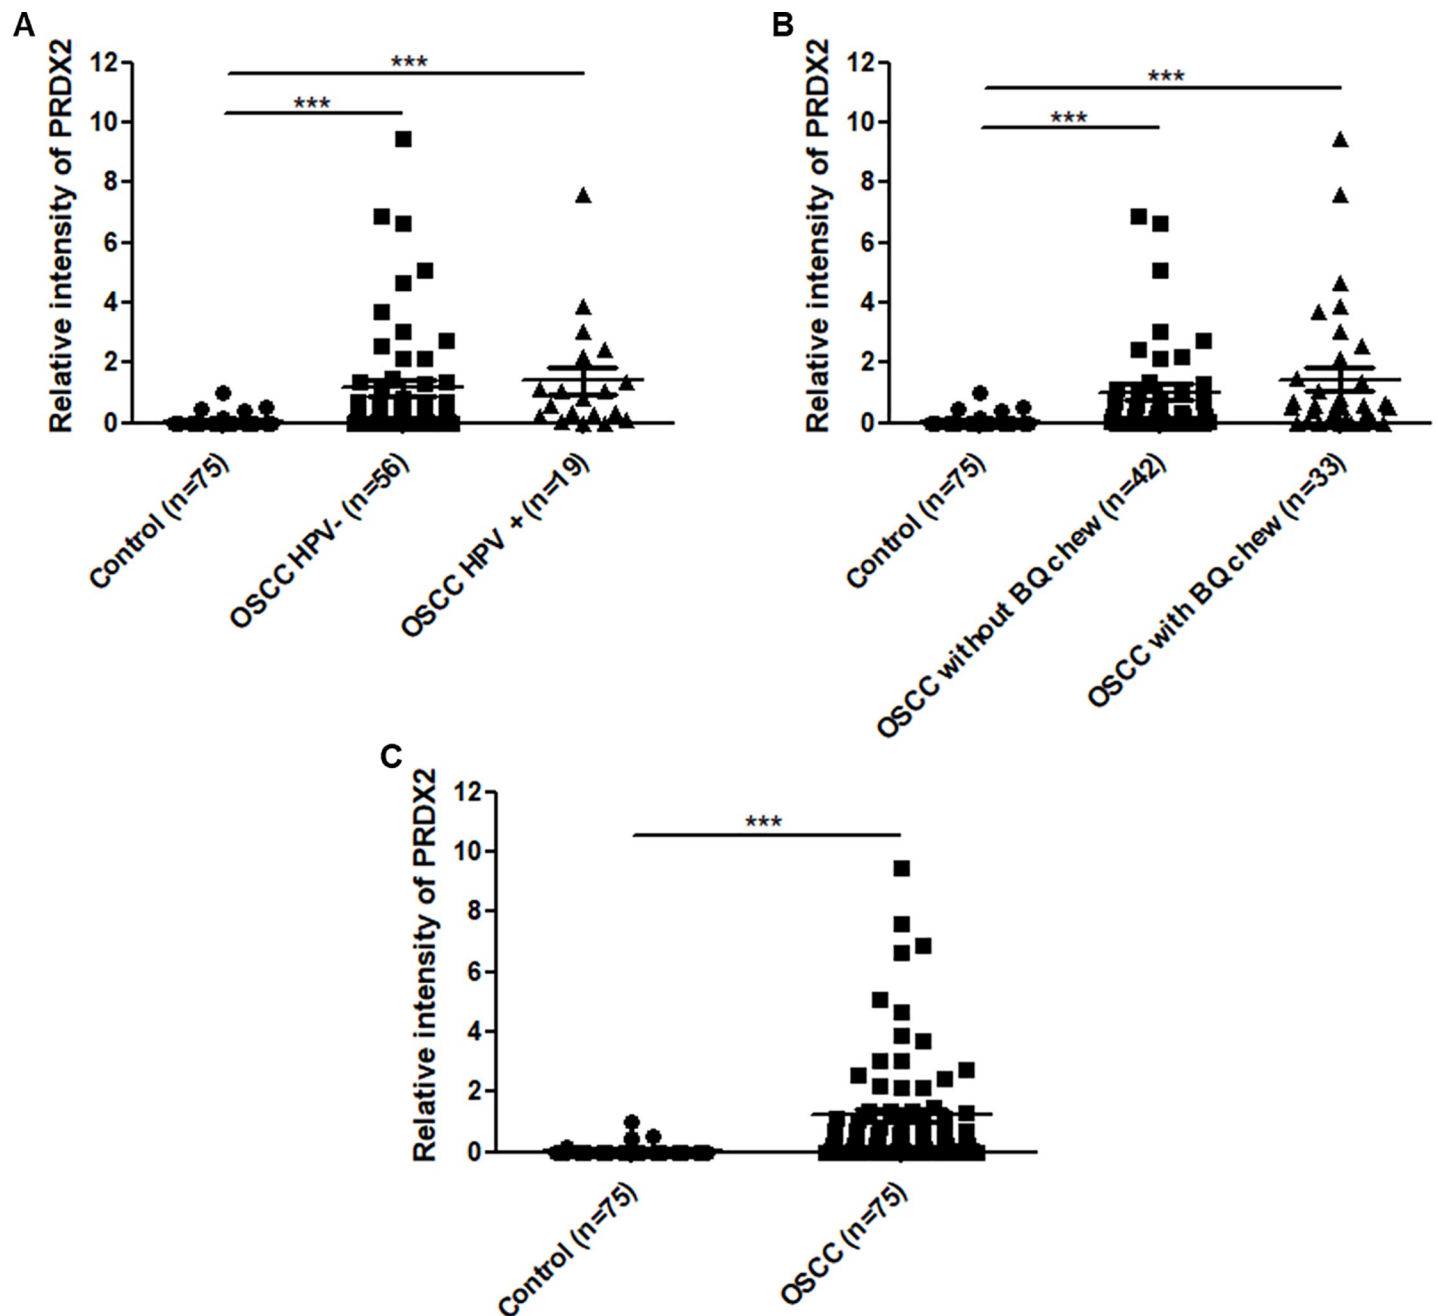 A
Relative intensity of PRDX2
12
10
8
6
4
2
0
***
***
Control (n=75)
OSCC HPV- (n=56)
OSCC HPV + (n=19)
B
Relative intensity of PRDX2
12
10
8
6
4
2
0
***
***
Control (n=75)
OSCC without BQ chew (n=42)
OSCC with BQ chew (n=33)
C
Relative intensity of PRDX2
12
10
8
6
4
2
0
***
Control (n=75)
OSCC (n=75)